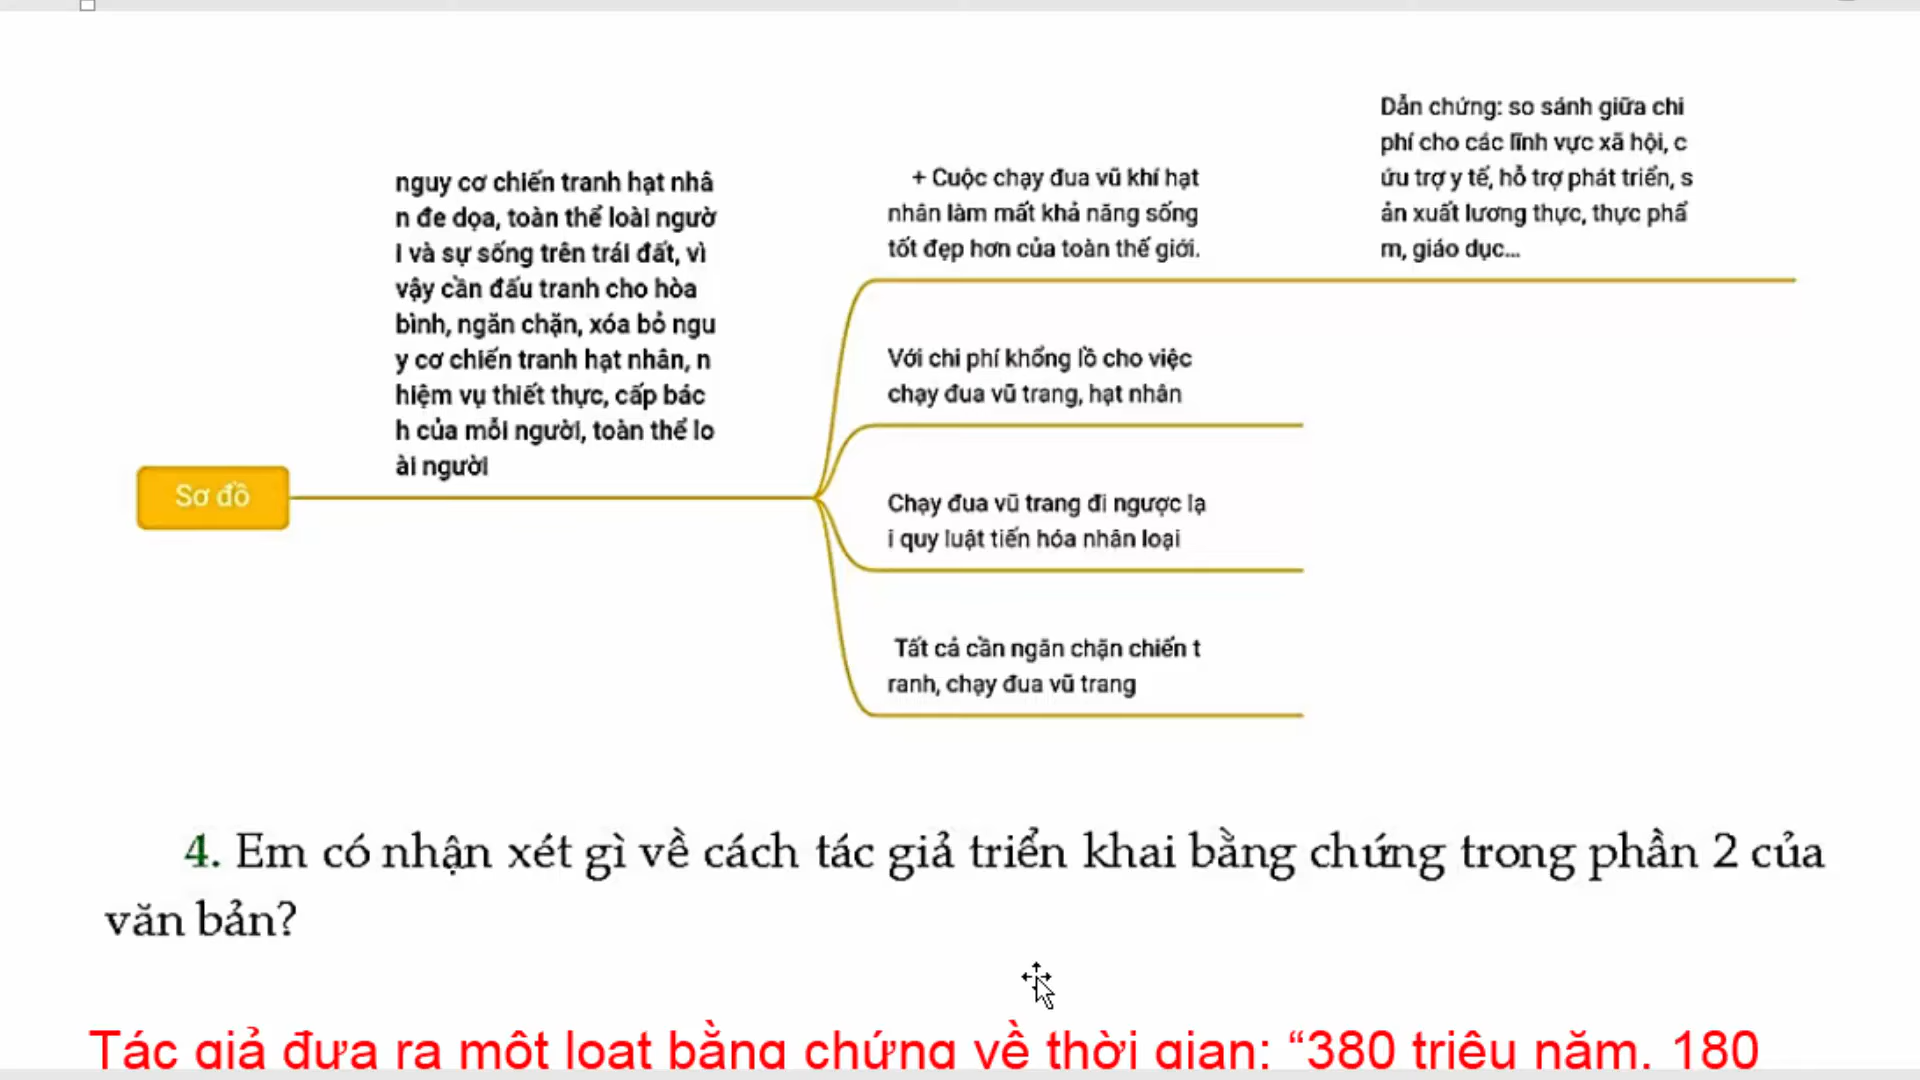 Dẫn chứng: so sánh giữa chi
phí cho các lĩnh vực xã hội, c
ứu trợ y tế, hỗ trợ phát triển, s
ản xuất lương thực, thực phẩ
m, giáo dục...
nguy cơ chiến tranh hạt nhâ
n đe dọa, toàn thể loài ngườ
i và sự sống trên trái đất, vì
vậy cần đấu tranh cho hòa
bình, ngăn chặn, xóa bỏ ngu
y cơ chiến tranh hạt nhân, n
hiệm vụ thiết thực, cấp bác
h của mỗi người, toàn thể lo
ài người
+ Cuộc chạy đua vũ khí hạt
nhân làm mất khả năng sống
tốt đẹp hơn của toàn thế giới.
Với chi phí khổng lồ cho việc
chạy đua vũ trang, hạt nhân
Sơ đồ
Chạy đua vũ trang đi ngược lạ
i quy luật tiến hóa nhân loại
Tất cả cần ngăn chặn chiến t
ranh, chạy đua vũ trang
4. Em có nhận xét gì về cách tác giả triển khai bằng chứng trong phần 2 của
văn bản?
Tác giả đưa ra một loạt bằng chứng về thời gian: “380 triệu năm, 180